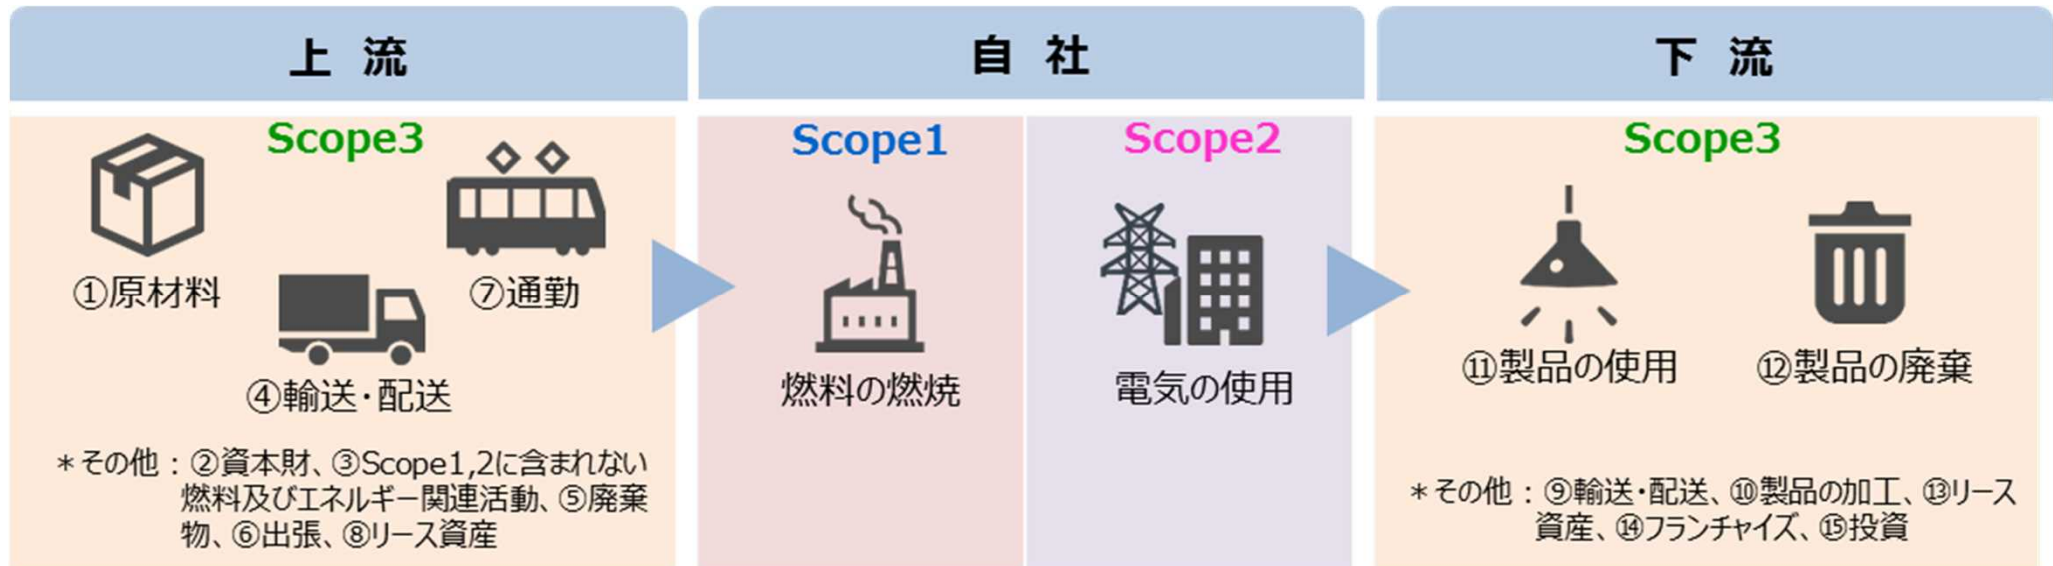 上 流
自 社
下 流
Scope3
①原材料
⑦通勤
④輸送・配送
＊その他：②資本財、③Scope1,2に含まれない
燃料及びエネルギー関連活動、⑤廃棄
物、⑥出張、⑧リース資産
Scope1
燃料の燃焼
Scope2
電気の使用
Scope3
⑪製品の使用
⑫製品の廃棄
＊その他：⑨輸送・配送、⑩製品の加工、⑬リース
資産、⑭フランチャイズ、⑮投資